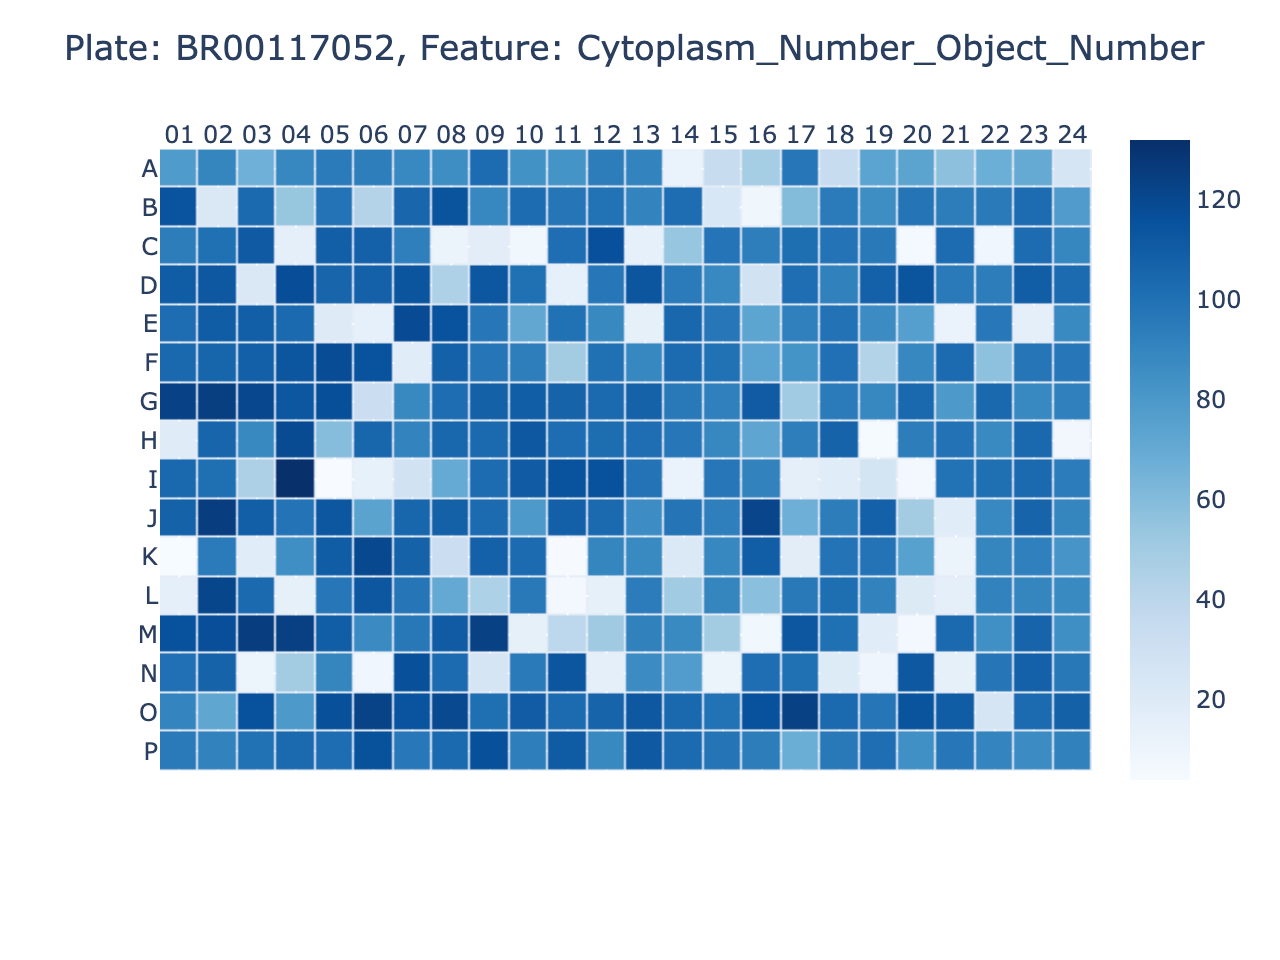 Plate: BR00117052, Feature: Cytoplasm_Number_Object_Number
01 02 03 04 05 06 07 08 09 10 11 12 13 14 15 16 17 18 19 20 21 22 23 24
A
B
C
D
E
F
G
H
I
J
K
L
M
N
O
P
120
100
80
60
40
20